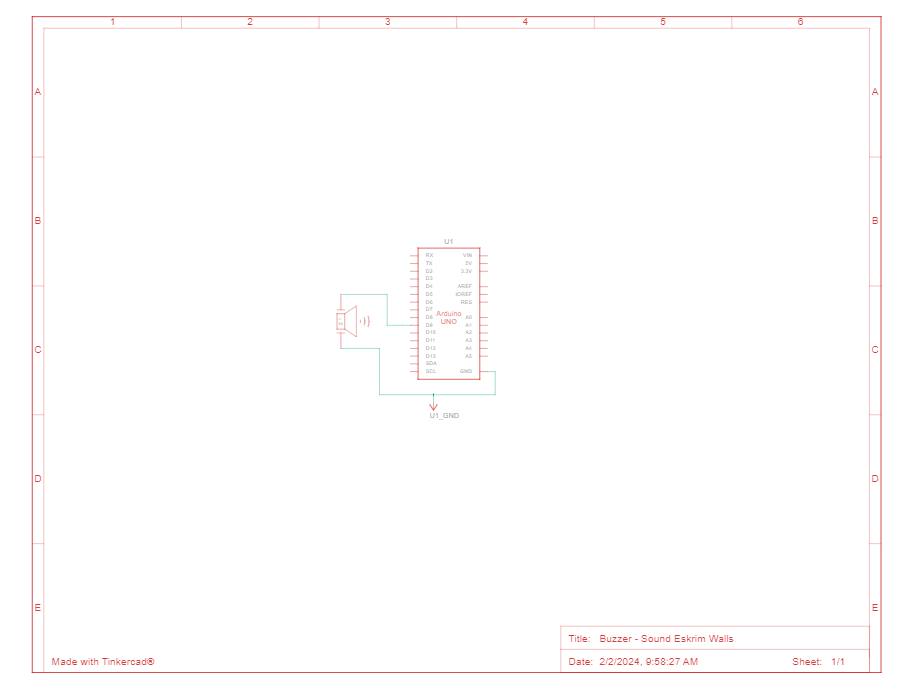 1 2 3 4 5 6
A A
B B
U1
RX VIN
TX 5V
D2 3.3V
D3
D4 AREF
D5 IOREF
D6 RES
D7
Arduino
UNO
D8 A0
D9 A1
D10 A2
D11 A3
D12 A4
D13 A5
SDA
SCL GND
C C
U1_GND
D D
E E
Title: Buzzer - Sound Eskrim Walls
Made with Tinkercad®
Date: 2/2/2024, 9:58:27 AM Sheet: 1/1